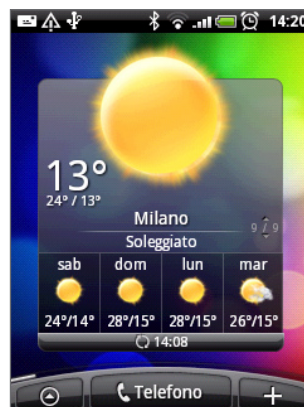 14:20
13°
24° / 13°
Milano
9 / 9
Soleggiato
sab dom lun mar
24°/14° 28°/15° 28°/15° 26°/15°
14:08
Telefono